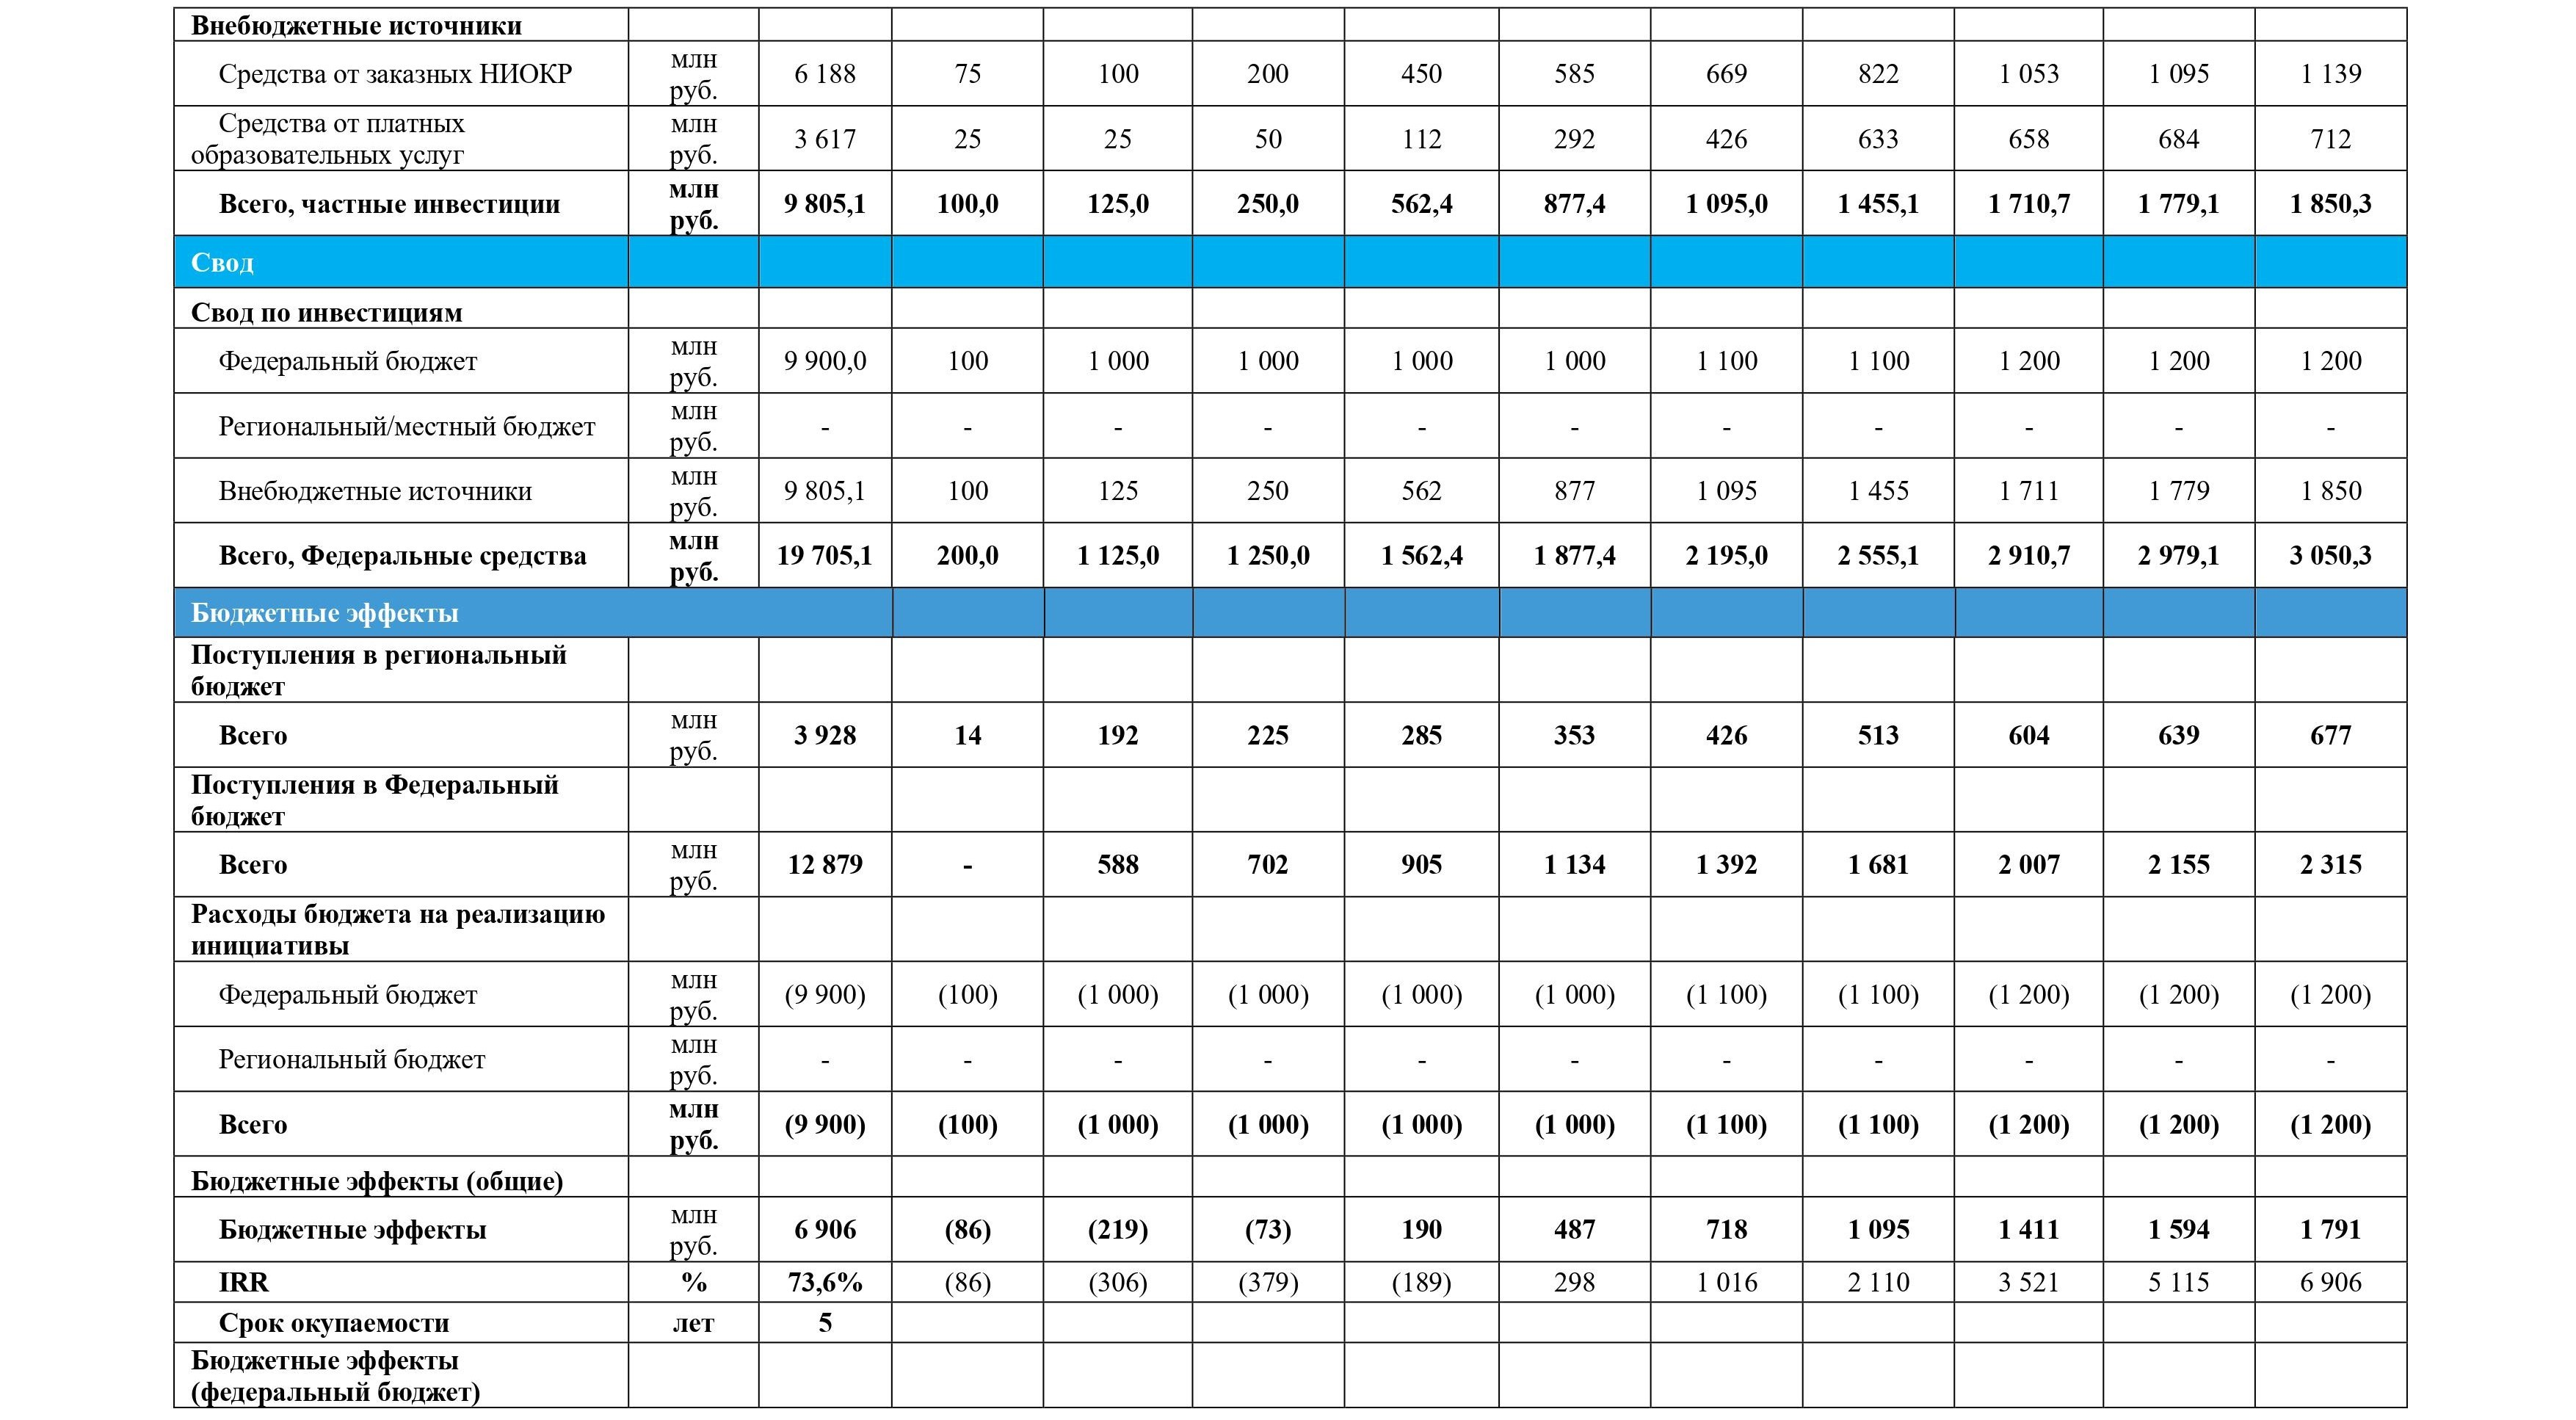 Внебюджетные источники
Средства от заказных НИОКР млн руб. 6 188 75 100 200 450 585 669 822 1 053 1 095 1 139
Средства от платных образовательных услуг млн руб. 3 617 25 25 50 112 292 426 633 658 684 712
Всего, частные инвестиции млн руб. 9 805,1 100,0 125,0 250,0 562,4 877,4 1 095,0 1 455,1 1 710,7 1 779,1 1 850,3
Свод
Свод по инвестициям
Федеральный бюджет млн руб. 9 900,0 100 1 000 1 000 1 000 1 000 1 100 1 100 1 200 1 200 1 200
Региональный/местный бюджет млн руб. - - - - - - - - - - -
Внебюджетные источники млн руб. 9 805,1 100 125 250 562 877 1 095 1 455 1 711 1 779 1 850
Всего, Федеральные средства млн руб. 19 705,1 200,0 1 125,0 1 250,0 1 562,4 1 877,4 2 195,0 2 555,1 2 910,7 2 979,1 3 050,3
Бюджетные эффекты
Поступления в региональный бюджет
Всего млн руб. 3 928 14 192 225 285 353 426 513 604 639 677
Поступления в Федеральный бюджет
Всего млн руб. 12 879 - 588 702 905 1 134 1 392 1 681 2 007 2 155 2 315
Расходы бюджета на реализацию инициативы
Федеральный бюджет млн руб. (9 900) (100) (1 000) (1 000) (1 000) (1 000) (1 100) (1 100) (1 200) (1 200) (1 200)
Региональный бюджет млн руб. - - - - - - - - - - -
Всего млн руб. (9 900) (100) (1 000) (1 000) (1 000) (1 000) (1 100) (1 100) (1 200) (1 200) (1 200)
Бюджетные эффекты (общие)
Бюджетные эффекты млн руб. 6 906 (86) (219) (73) 190 487 718 1 095 1 411 1 594 1 791
IRR % 73,6% (86) (306) (379) (189) 298 1 016 2 110 3 521 5 115 6 906
Срок окупаемости лет 5
Бюджетные эффекты (федеральный бюджет)